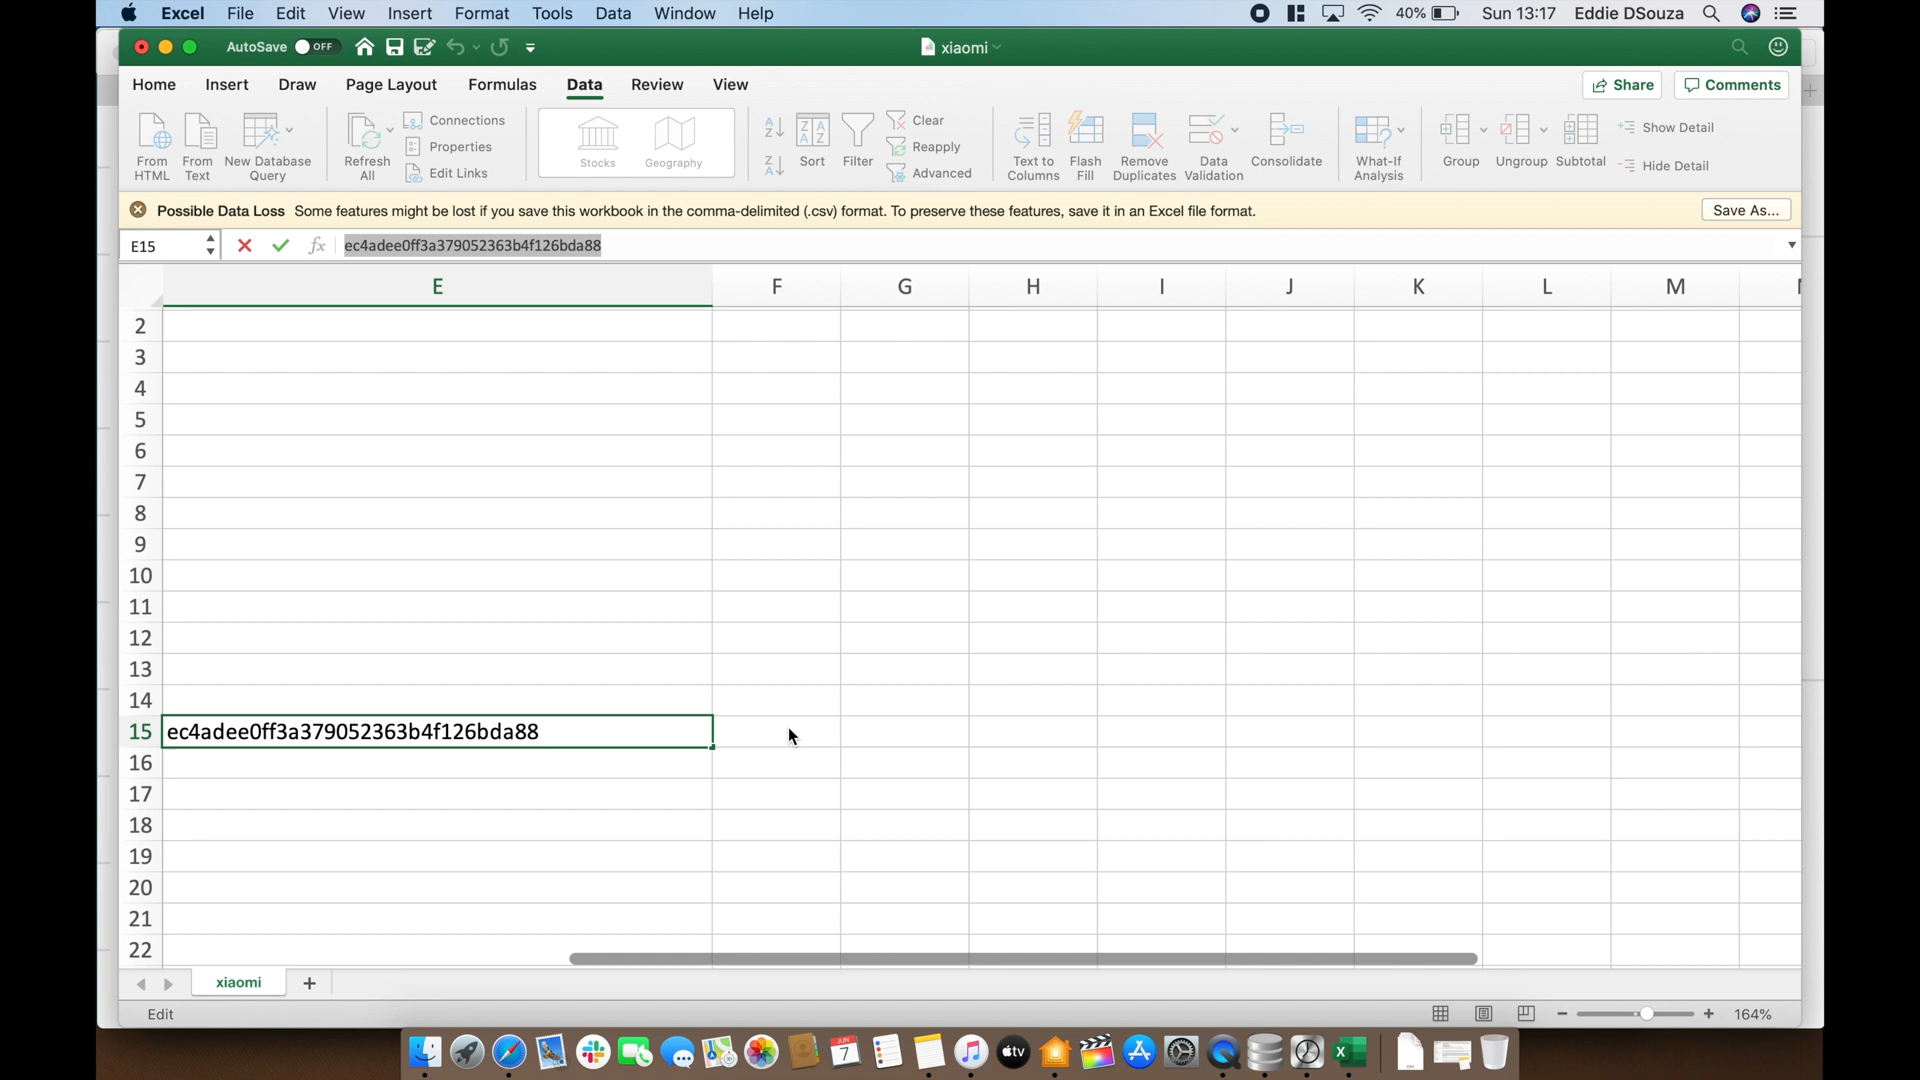 Excel File Edit View Insert Format Tools Data Window Help 40% Sun 13:17 Eddie DSouza
AutoSave OFF xiaomi
Home Insert Draw Page Layout Formulas Data Review View Share Comments
From HTML From Text New Database Query Refresh All Connections Properties Edit Links Stocks Geography Sort Filter Clear Reapply Advanced Text to Columns Flash Fill Remove Duplicates Data Validation Consolidate What-If Analysis Group Ungroup Subtotal Show Detail Hide Detail
Possible Data Loss Some features might be lost if you save this workbook in the comma-delimited (.csv) format. To preserve these features, save it in an Excel file format. Save As...
E15 fx ec4adee0ff3a379052363b4f126bda88
E F G H I J K L M
2
3
4
5
6
7
8
9
10
11
12
13
14
15 ec4adee0ff3a379052363b4f126bda88
16
17
18
19
20
21
22
xiaomi +
Edit 164%
JUN 7 tv X